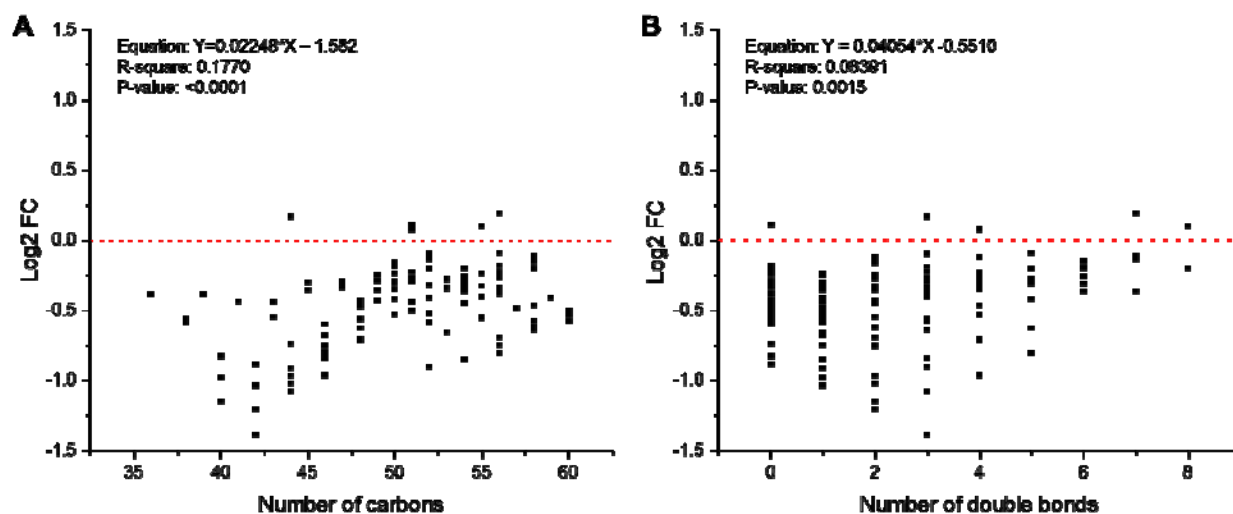 A
Equation: Y=0.02248*X – 1.582
R-square: 0.1770
P-value: <0.0001
1.5
1.0
0.5
0.0
-0.5
-1.0
-1.5
Log2 FC
35
40
45
50
55
60
Number of carbons
B
Equation: Y = 0.04054*X -0.5510
R-square: 0.08391
P-value: 0.0015
1.5
1.0
0.5
0.0
-0.5
-1.0
-1.5
Log2 FC
0
2
4
6
8
Number of double bonds